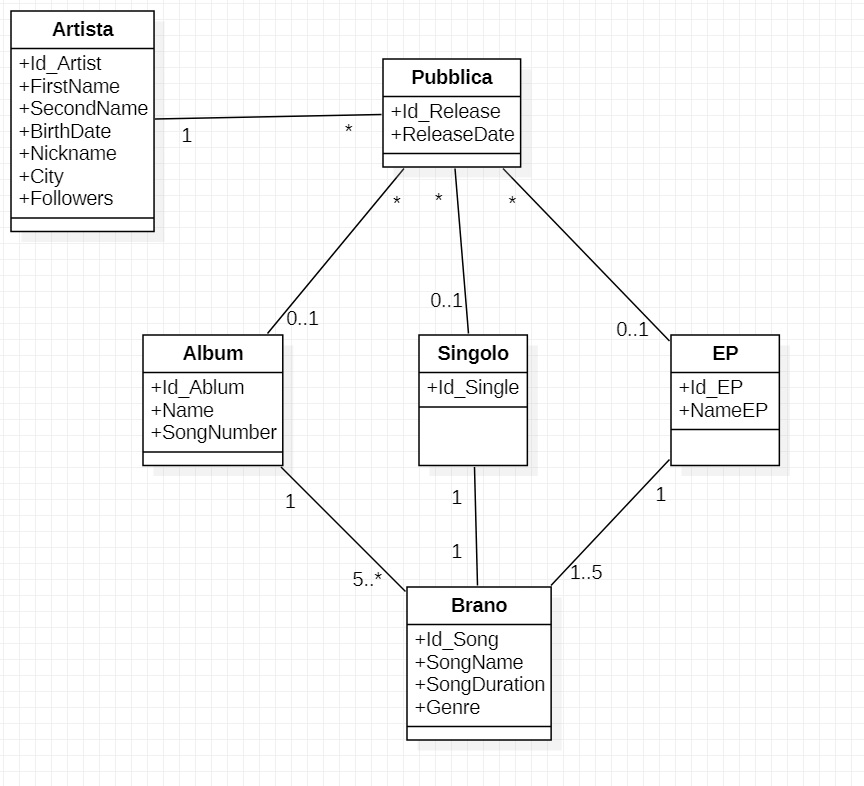 Artista
+Id_Artist
+FirstName
+SecondName
+BirthDate
+Nickname
+City
+Followers
1
*
Pubblica
+Id_Release
+ReleaseDate
*
*
*
0..1
0..1
0..1
Album
+Id_Ablum
+Name
+SongNumber
Singolo
+Id_Single
EP
+Id_EP
+NameEP
1
1
1
5..*
1
1..5
Brano
+Id_Song
+SongName
+SongDuration
+Genre